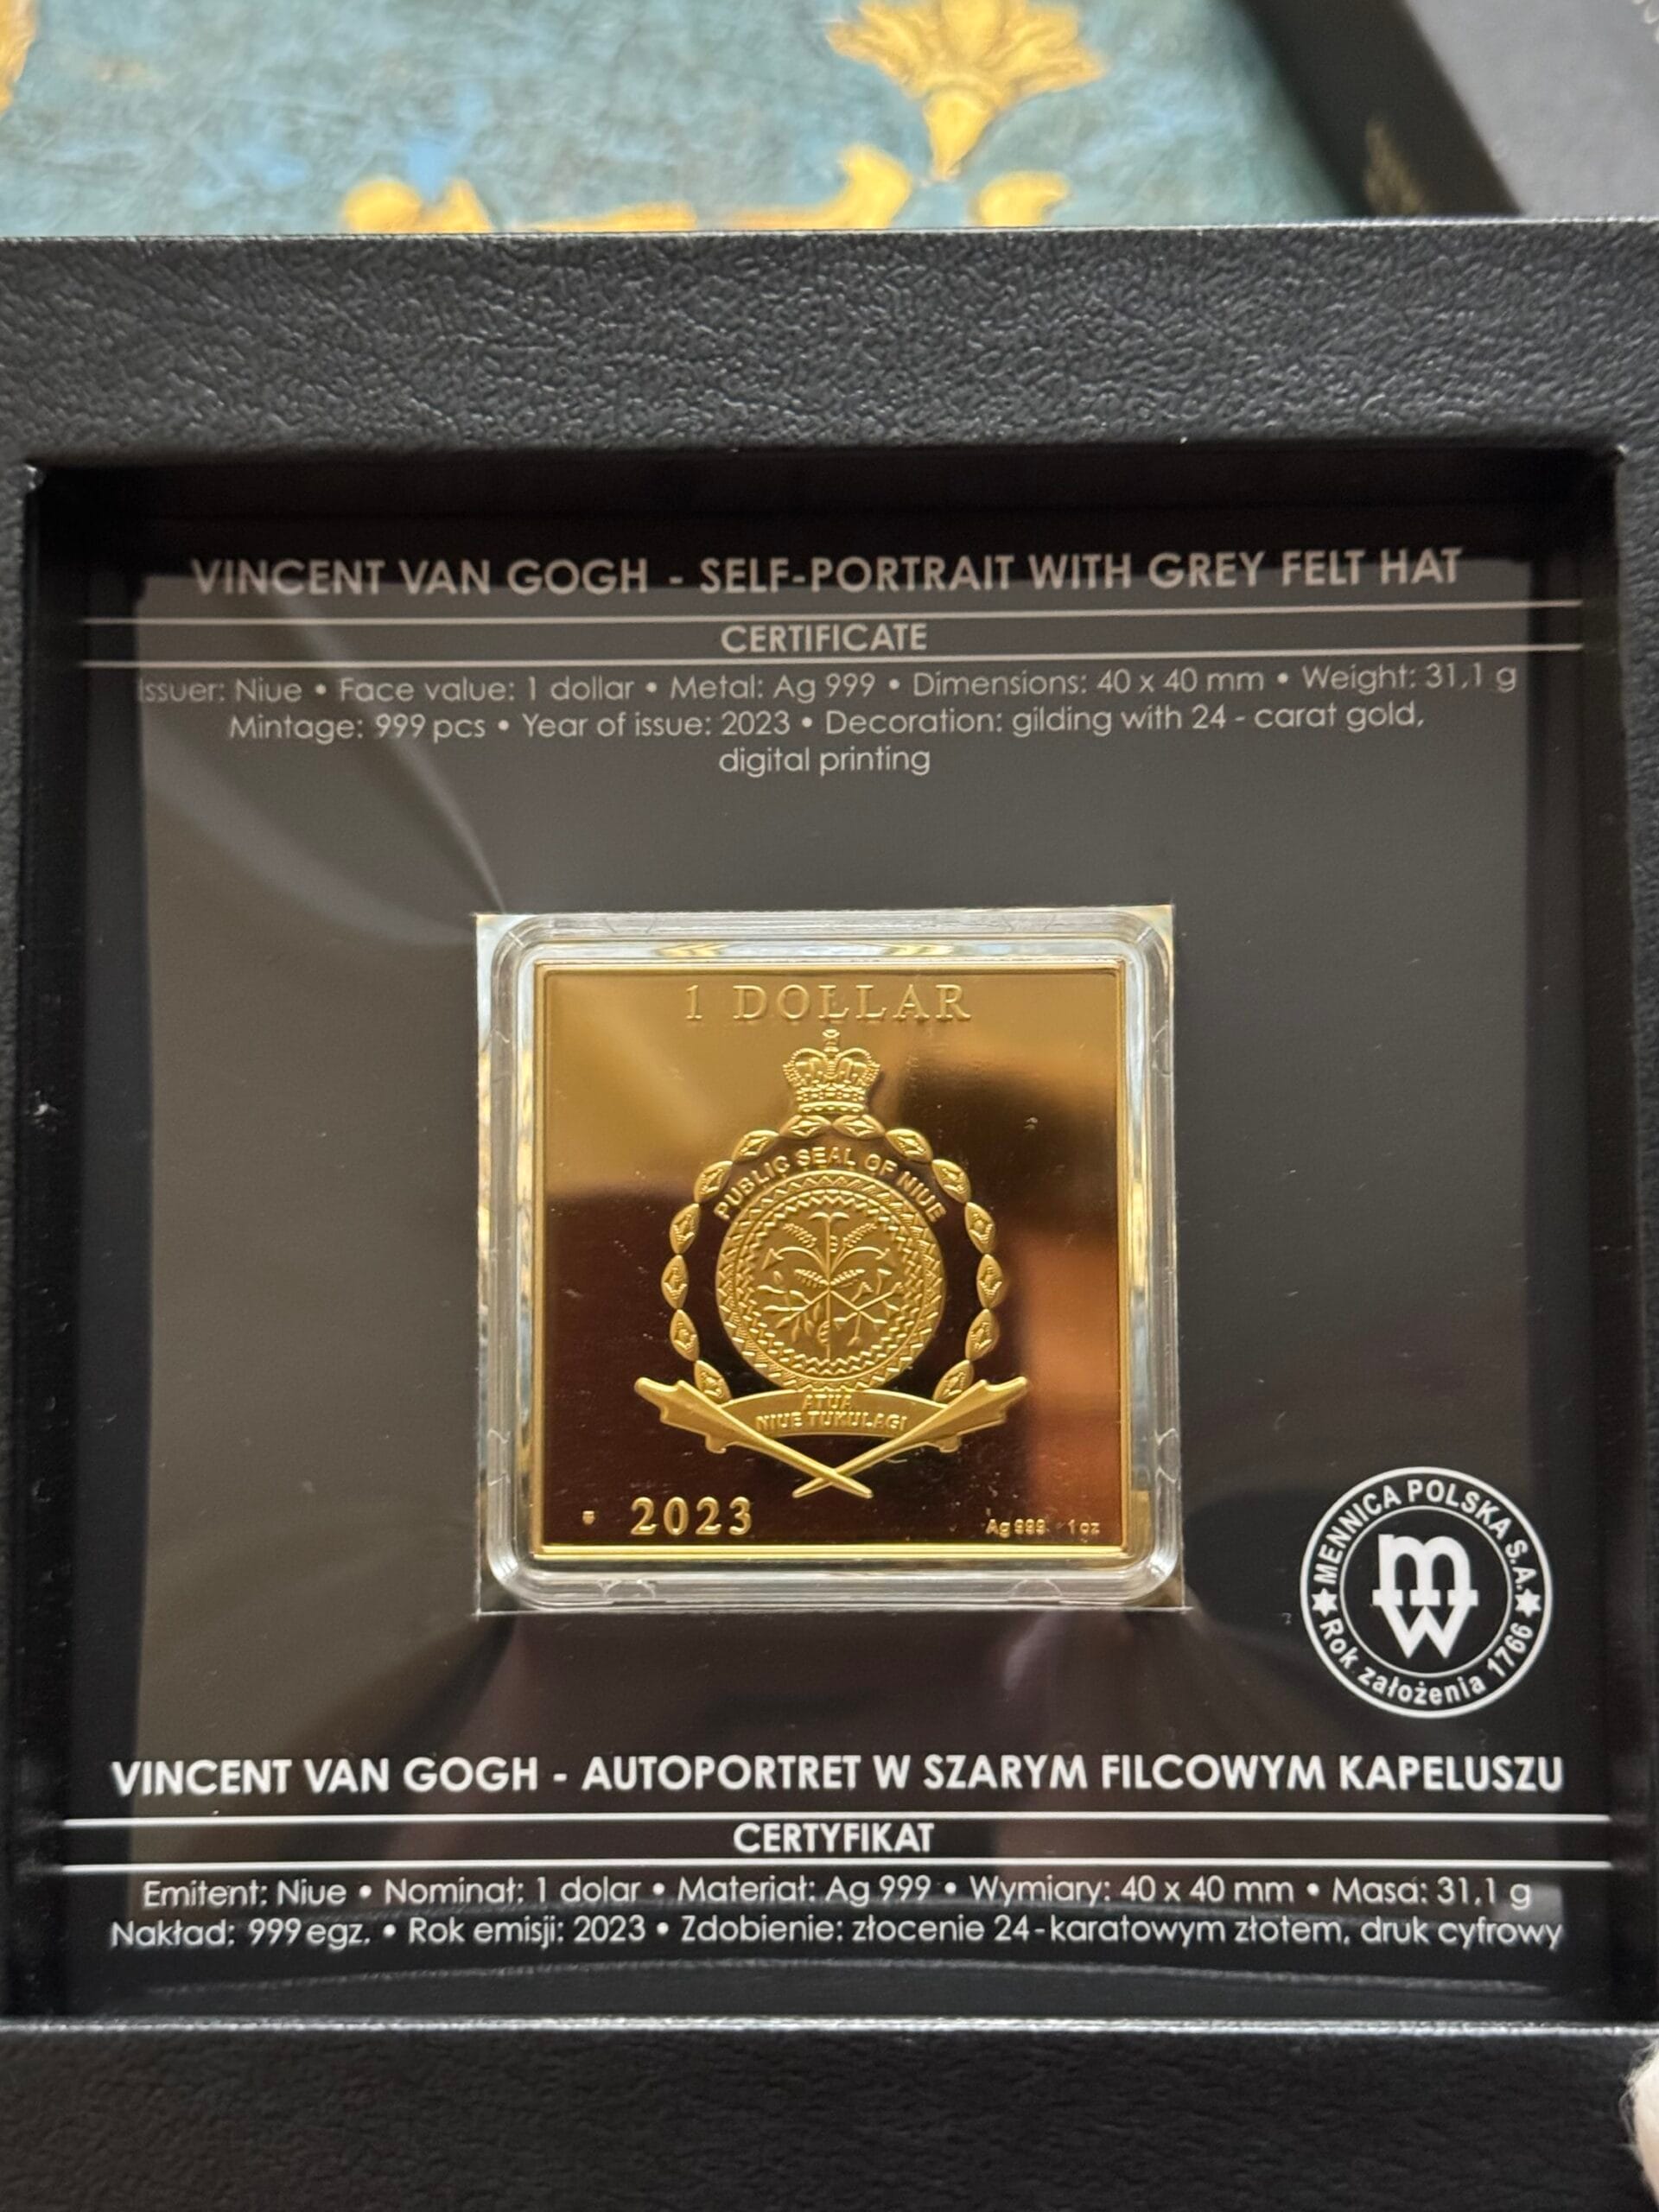 VINCENT VAN GOGH - SELF-PORTRAIT WITH GREY FELT HAT
CERTIFICATE
Issuer: Niue • Face value: 1 dollar • Metal: Ag 999 • Dimensions: 40 x 40 mm • Weight: 31,1 g
Mintage: 999 pcs • Year of issue: 2023 • Decoration: gilding with 24 - carat gold,
digital printing
1 DOLLAR
PUBLIC SEAL OF NIUE
ATUA
NIUE TUKULAGI
2023
Ag 999 1 oz
MENNICA POLSKA S.A.
mw
Rok założenia 1766
VINCENT VAN GOGH - AUTOPORTRET W SZARYM FILCOWYM KAPELUSZU
CERTYFIKAT
Emitent: Niue • Nominał: 1 dolar • Materiał: Ag 999 • Wymiary: 40 x 40 mm • Masa: 31,1 g
Nakład: 999 egz. • Rok emisji: 2023 • Zdobienie: złocenie 24-karatowym złotem, druk cyfrowy